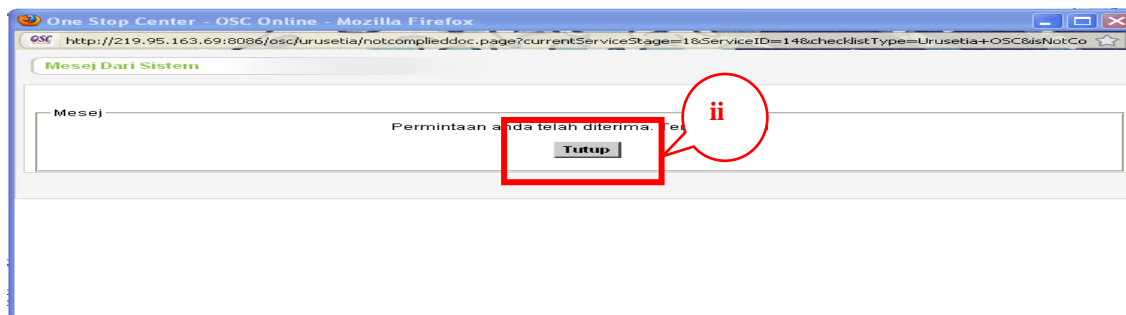 One Stop Center - OSC Online - Mozilla Firefox
OSC http://219.95.163.69:8086/osc/urusetia/notcomplieddoc.page?currentServiceStage=1&ServiceID=14&checklistType=Urusetia+OSC&isNotCo
Mesej Dari Sistem
Mesej
Permintaan anda telah diterima.
ii
Tutup